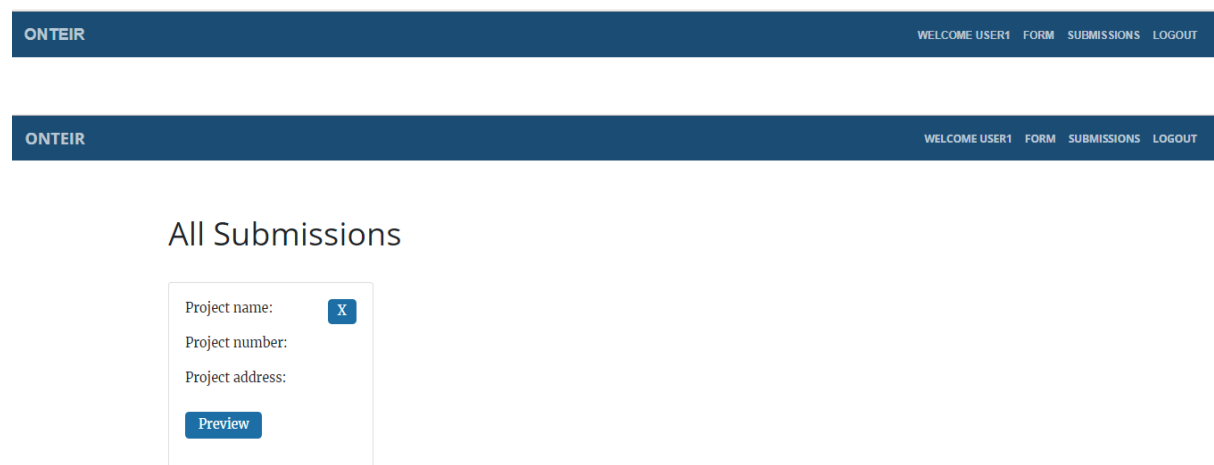 ONTEIR WELCOME USER1 FORM SUBMISSIONS LOGOUT
ONTEIR WELCOME USER1 FORM SUBMISSIONS LOGOUT
All Submissions
Project name: X
Project number:
Project address:
Preview